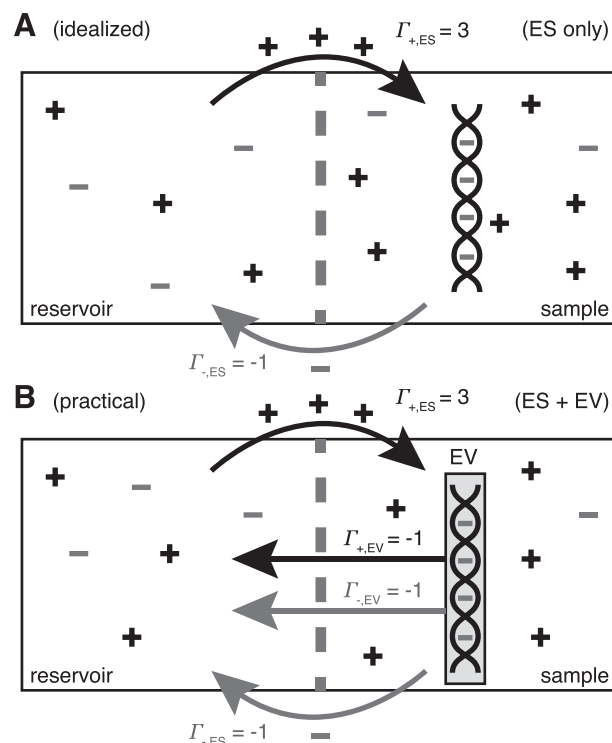 A (idealized) Γ+,ES = 3 (ES only)
reservoir sample
Γ-,ES = -1
B (practical) Γ+,ES = 3 (ES + EV)
EV
Γ+,EV = -1
Γ-,EV = -1
reservoir sample
Γ-,ES = -1